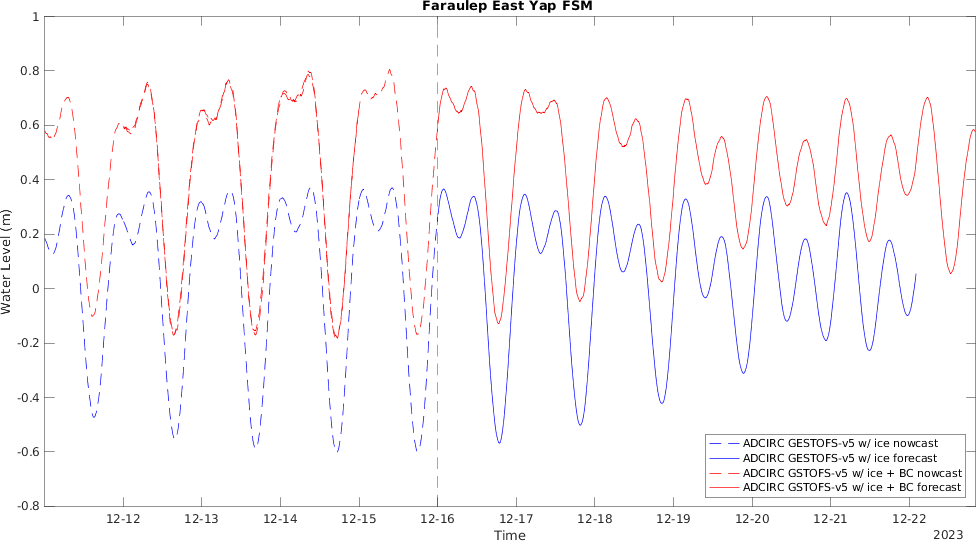 Faraulep East Yap FSM
1
0.8
0.6
0.4
0.2
0
-0.2
-0.4
-0.6
-0.8
Water Level (m)
ADCIRC GESTOFS-v5 w/ ice nowcast
ADCIRC GESTOFS-v5 w/ ice forecast
ADCIRC GSTOFS-v5 w/ ice + BC nowcast
ADCIRC GSTOFS-v5 w/ ice + BC forecast
12-12 12-13 12-14 12-15 12-16 12-17 12-18 12-19 12-20 12-21 12-22
Time
2023